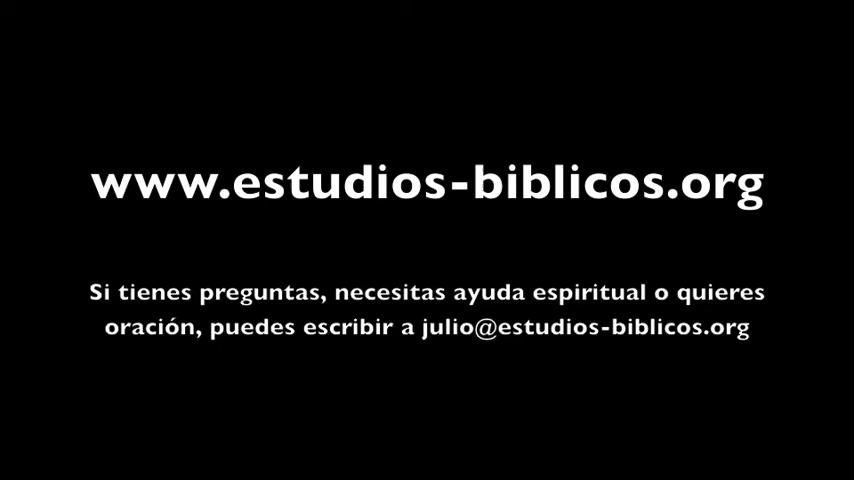 www.estudios-biblicos.org
Si tienes preguntas, necesitas ayuda espiritual o quieres
oración, puedes escribir a julio@estudios-biblicos.org